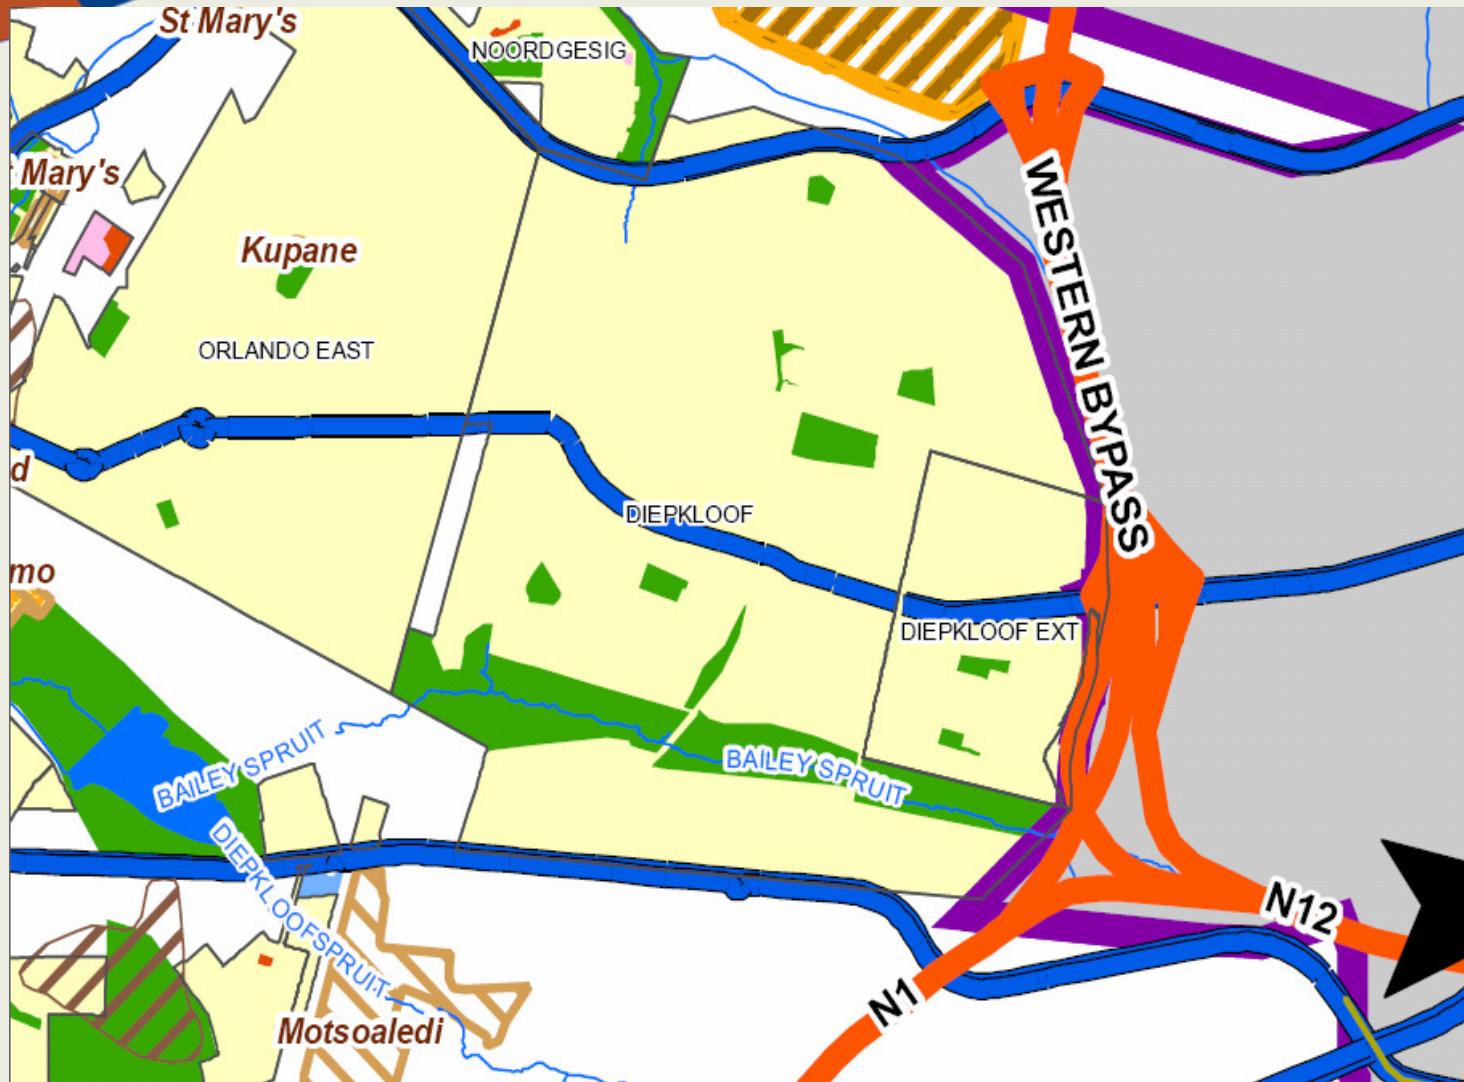 St Mary's
NOORDGESIG
Mary's
WESTERN BYPASS
Kupane
ORLANDO EAST
d
DIEPKLOOF
mo
DIEPKLOOF EXT
BAILEY SPRUIT
BAILEY SPRUIT
DIEPKLOOFSPRUIT
N12
N1
Motsoaledi